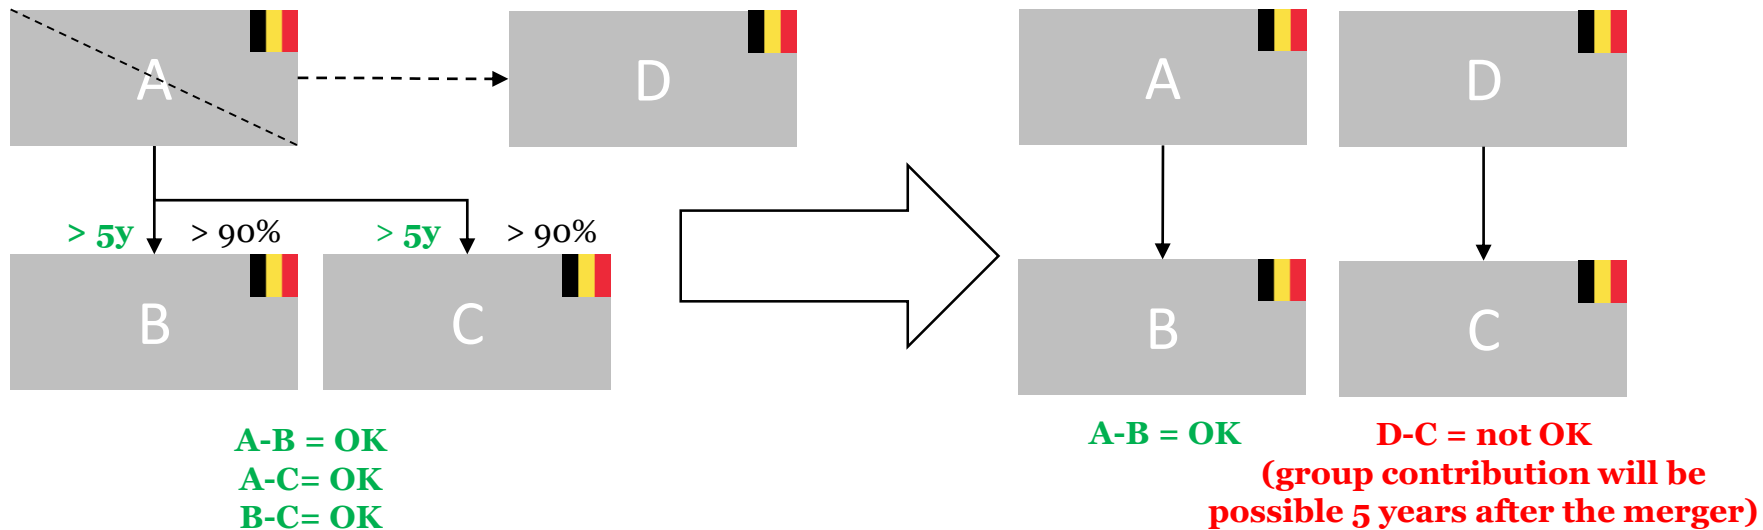 A
D
> 5y
> 90%
> 5y
> 90%
B
C
A-B = OK
A-C= OK
B-C= OK
A
D
B
C
A-B = OK
D-C = not OK
(group contribution will be
possible 5 years after the merger)